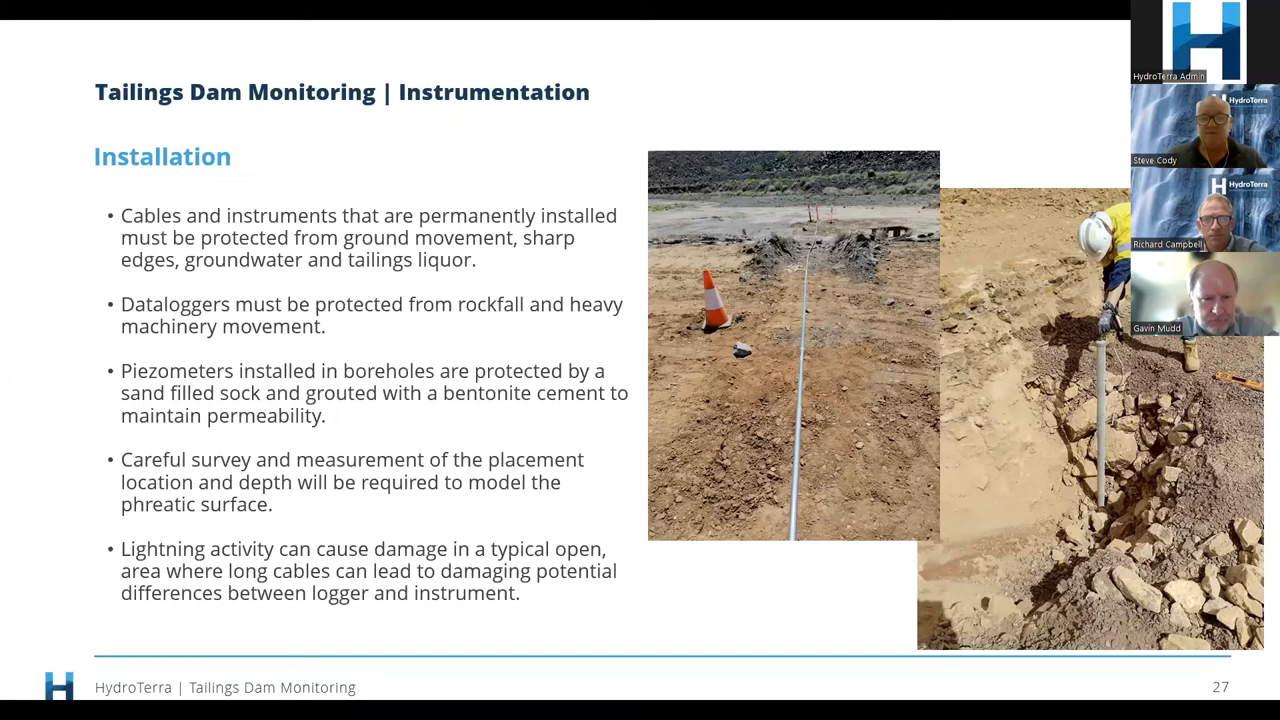 Tailings Dam Monitoring | Instrumentation
Installation
• Cables and instruments that are permanently installed
must be protected from ground movement, sharp
edges, groundwater and tailings liquor.
• Dataloggers must be protected from rockfall and heavy
machinery movement.
• Piezometers installed in boreholes are protected by a
sand filled sock and grouted with a bentonite cement to
maintain permeability.
• Careful survey and measurement of the placement
location and depth will be required to model the
phreatic surface.
• Lightning activity can cause damage in a typical open,
area where long cables can lead to damaging potential
differences between logger and instrument.
HydroTerra | Tailings Dam Monitoring
27
HydroTerra Admin
HydroTerra
Steve Cody
HydroTerra
Richard Campbell
Gavin Mudd